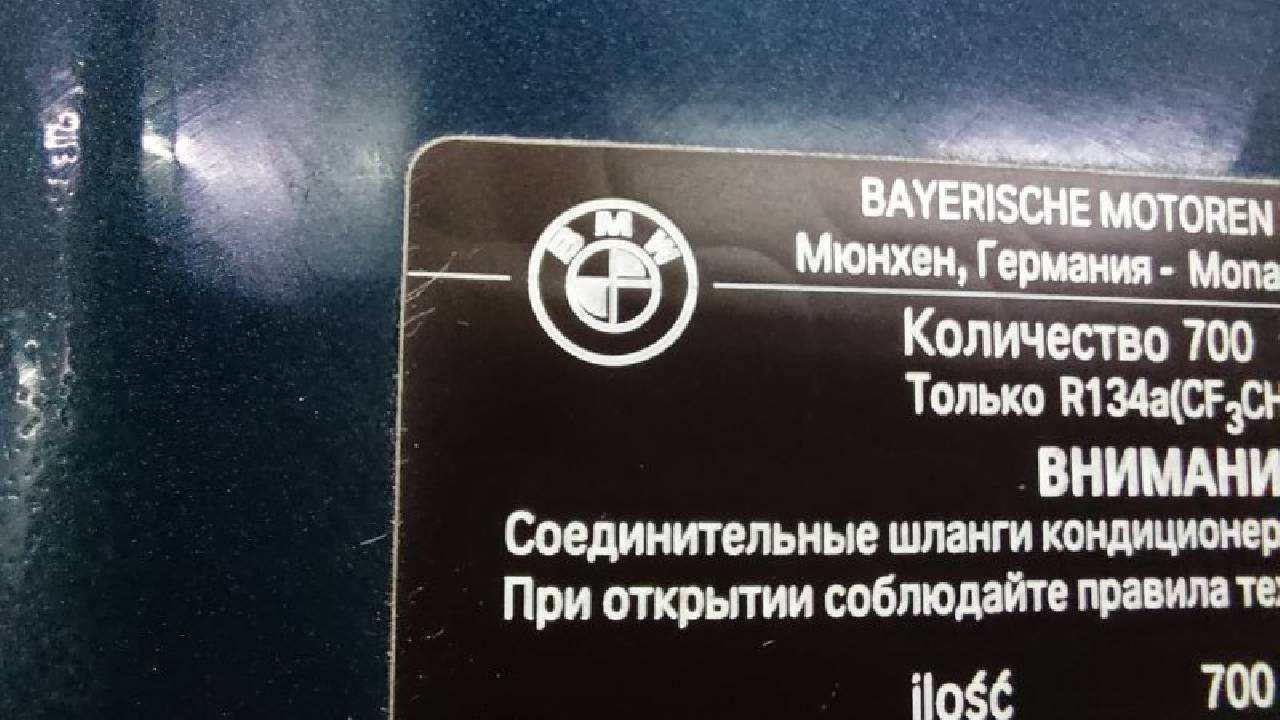 BMW
BAYERISCHE MOTOREN
Мюнхен, Германия - Mona
Количество 700
Только R134a(CF₃CH
ВНИМАНИ
Соединительные шланги кондиционер
При открытии соблюдайте правила тех
ilość 700